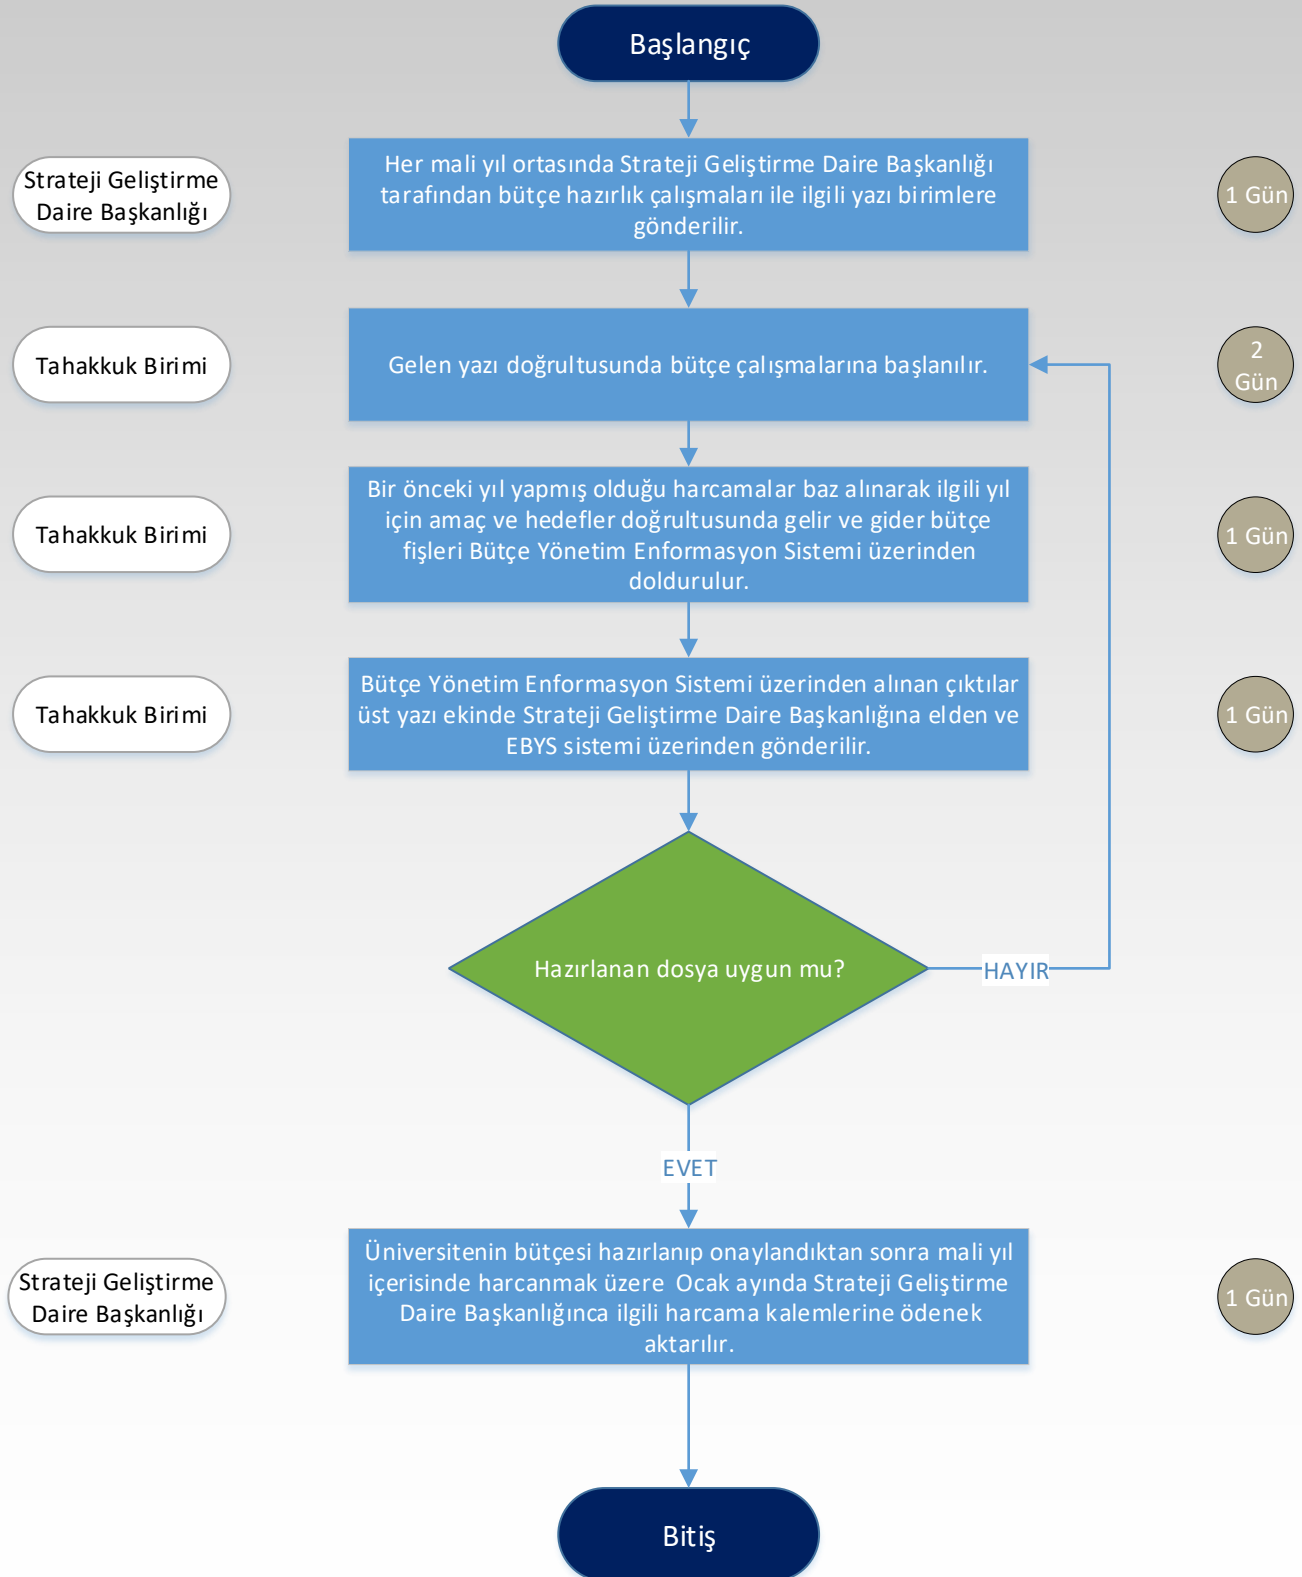 Başlangıç
Strateji Geliştirme
Daire Başkanlığı
Her mali yıl ortasında Strateji Geliştirme Daire Başkanlığı
tarafından bütçe hazırlık çalışmaları ile ilgili yazı birimlere
gönderilir.
1 Gün
Tahakkuk Birimi
Gelen yazı doğrultusunda bütçe çalışmalarına başlanılır.
2
Gün
Tahakkuk Birimi
Bir önceki yıl yapmış olduğu harcamalar baz alınarak ilgili yıl
için amaç ve hedefler doğrultusunda gelir ve gider bütçe
fişleri Bütçe Yönetim Enformasyon Sistemi üzerinden
doldurulur.
1 Gün
Tahakkuk Birimi
Bütçe Yönetim Enformasyon Sistemi üzerinden alınan çıktılar
üst yazı ekinde Strateji Geliştirme Daire Başkanlığına elden ve
EBYS sistemi üzerinden gönderilir.
1 Gün
Hazırlanan dosya uygun mu?
HAYIR
EVET
Strateji Geliştirme
Daire Başkanlığı
Üniversitenin bütçesi hazırlanıp onaylandıktan sonra mali yıl
içerisinde harcanmak üzere Ocak ayında Strateji Geliştirme
Daire Başkanlığınca ilgili harcama kalemlerine ödenek
aktarılır.
1 Gün
Bitiş